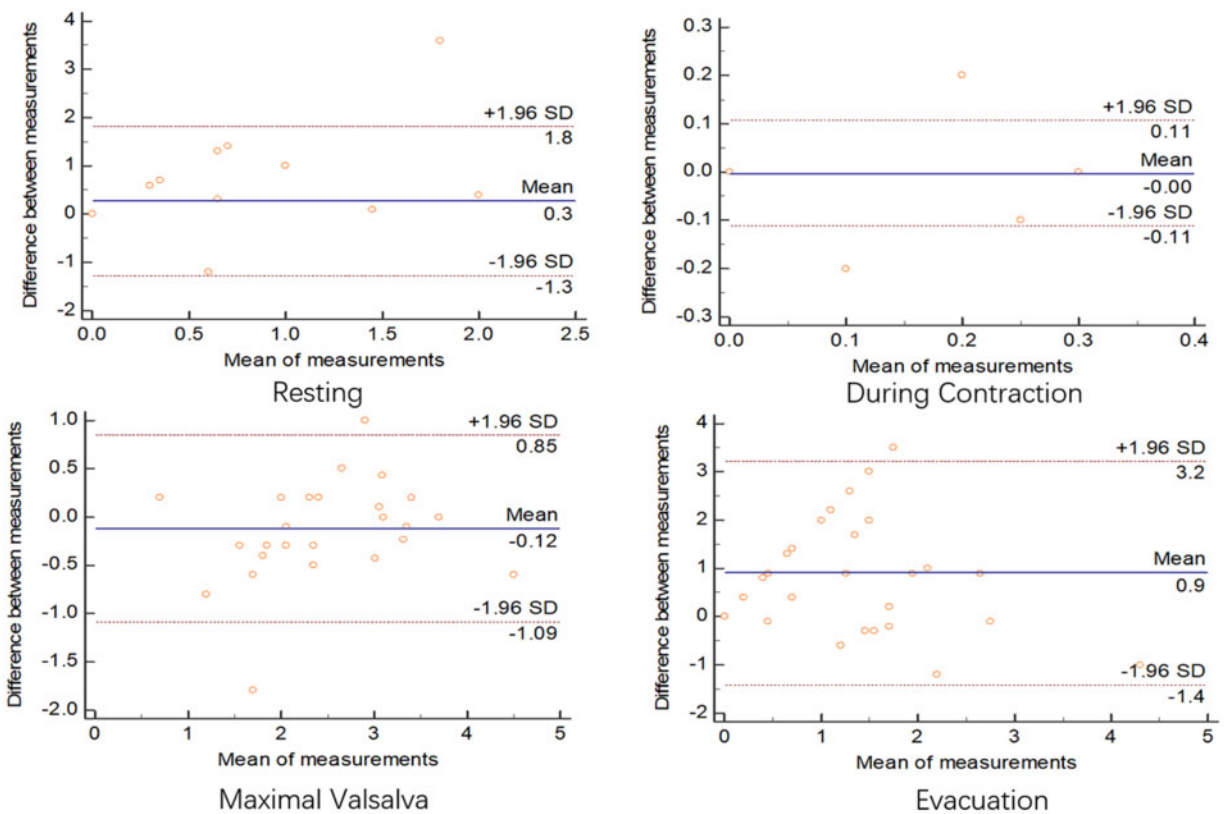 Difference between measurements
4
3
2
1
0
-1
-2
+1.96 SD
1.8
Mean
0.3
-1.96 SD
-1.3
0.0 0.5 1.0 1.5 2.0 2.5
Mean of measurements
Resting
Difference between measurements
0.3
0.2
0.1
0.0
-0.1
-0.2
-0.3
+1.96 SD
0.11
Mean
-0.00
-1.96 SD
-0.11
0.0 0.1 0.2 0.3 0.4
Mean of measurements
During Contraction
Difference between measurements
1.0
0.5
0.0
-0.5
-1.0
-1.5
-2.0
+1.96 SD
0.85
Mean
-0.12
-1.96 SD
-1.09
0 1 2 3 4 5
Mean of measurements
Maximal Valsalva
Difference between measurements
4
3
2
1
0
-1
-2
+1.96 SD
3.2
Mean
0.9
-1.96 SD
-1.4
0 1 2 3 4 5
Mean of measurements
Evacuation